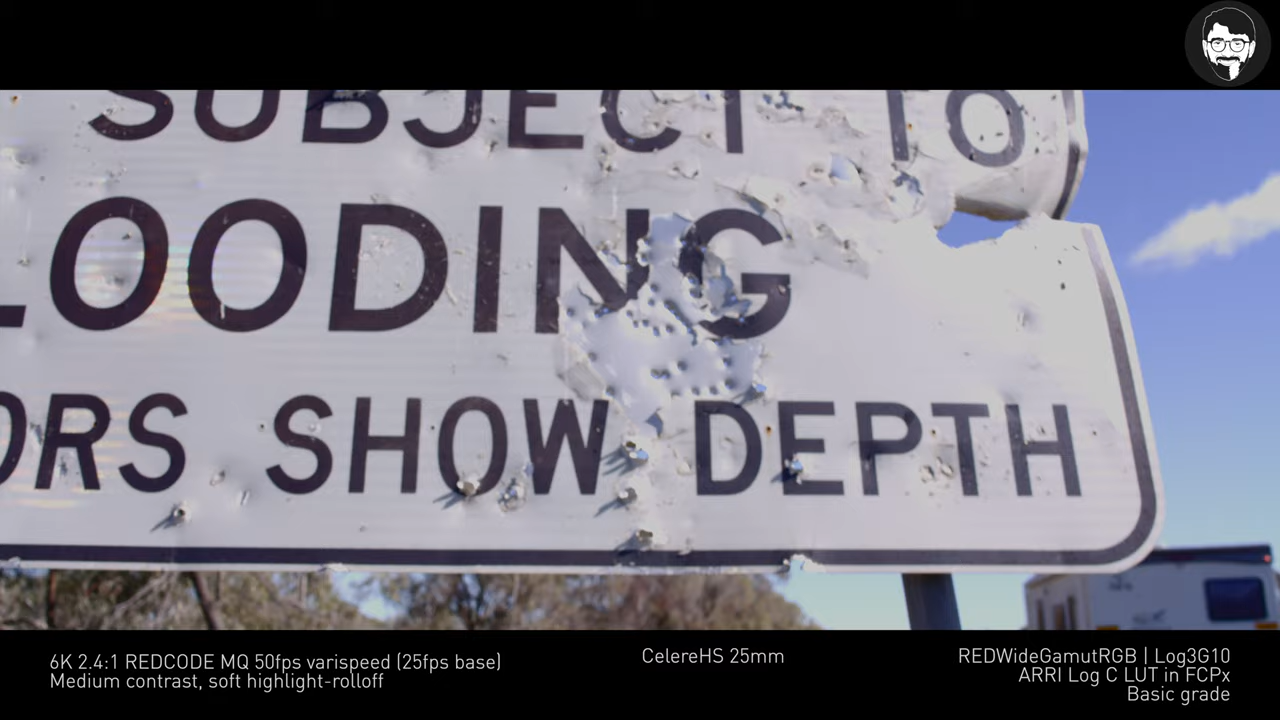 SUBJECT TO
LOODING
ORS SHOW DEPTH
6K 2.4:1 REDCODE MQ 50fps varispeed (25fps base)
Medium contrast, soft highlight-rolloff
CelereHS 25mm
REDWideGamutRGB | Log3G10
ARRI Log C LUT in FCPx
Basic grade